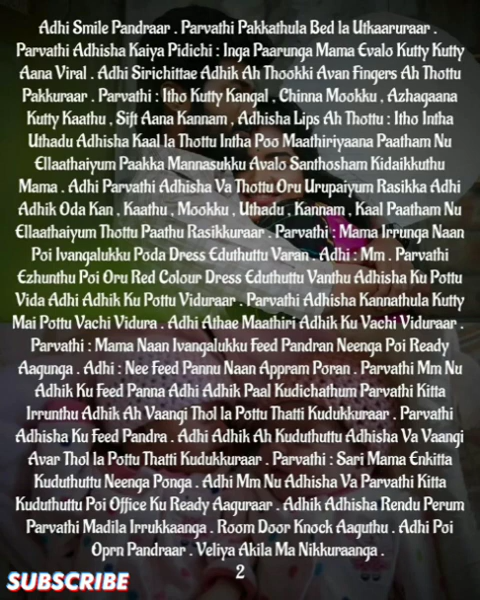 Adhi Smile Pandraar . Parvathi Pakkathula Bed la Utkaaruraar .
Parvathi Adhisha Kaiya Pidichi : Inga Paarunga Mama Evalo Kutty Kutty
Aana Viral . Adhi Sirichittae Adhik Ah Thookki Avan Fingers Ah Thottu
Pakkuraar . Parvathi : Itho Kutty Kangal , Chinna Mookku , Azhagaana
Kutty Kaathu , Sift Aana Kannam , Adhisha Lips Ah Thottu : Itho Intha
Uthadu Adhisha Kaal la Thottu Intha Poo Maathiriyaana Paatham Nu
Ellaathaiyum Paakka Mannasukku Avalo Santhosham Kidaikkuthu
Mama . Adhi Parvathi Adhisha Va Thottu Oru Urupaiyum Rasikka Adhi
Adhik Oda Kan , Kaathu , Mookku , Uthadu , Kannam , Kaal Paatham Nu
Ellaathaiyum Thottu Paathu Rasikkuraar . Parvathi : Mama Irrunga Naan
Poi Ivangalukku Poda Dress Eduthuttu Varan . Adhi : Mm . Parvathi
Ezhunthu Poi Oru Red Colour Dress Eduthuttu Vanthu Adhisha Ku Pottu
Vida Adhi Adhik Ku Pottu Viduraar . Parvathi Adhisha Kannathula Kutty
Mai Pottu Vachi Vidura . Adhi Athae Maathiri Adhik Ku Vachi Viduraar .
Parvathi : Mama Naan Ivangalukku Feed Pandran Neenga Poi Ready
Aagunga . Adhi : Nee Feed Pannu Naan Appram Poran . Parvathi Mm Nu
Adhik Ku Feed Panna Adhi Adhik Paal Kudichathum Parvathi Kitta
Irrunthu Adhik Ah Vaangi Thol la Pottu Thatti Kudukkuraar . Parvathi
Adhisha Ku Feed Pandra . Adhi Adhik Ah Kuduthuttu Adhisha Va Vaangi
Avar Thol la Pottu Thatti Kudukkuraar . Parvathi : Sari Mama Enkitta
Kuduthuttu Neenga Ponga . Adhi Mm Nu Adhisha Va Parvathi Kitta
Kuduthuttu Poi Office Ku Ready Aaguraar . Adhik Adhisha Rendu Perum
Parvathi Madila Irrukkaanga . Room Door Knock Aaguthu . Adhi Poi
Oprn Pandraar . Veliya Akila Ma Nikkuraanga .
2
SUBSCRIBE